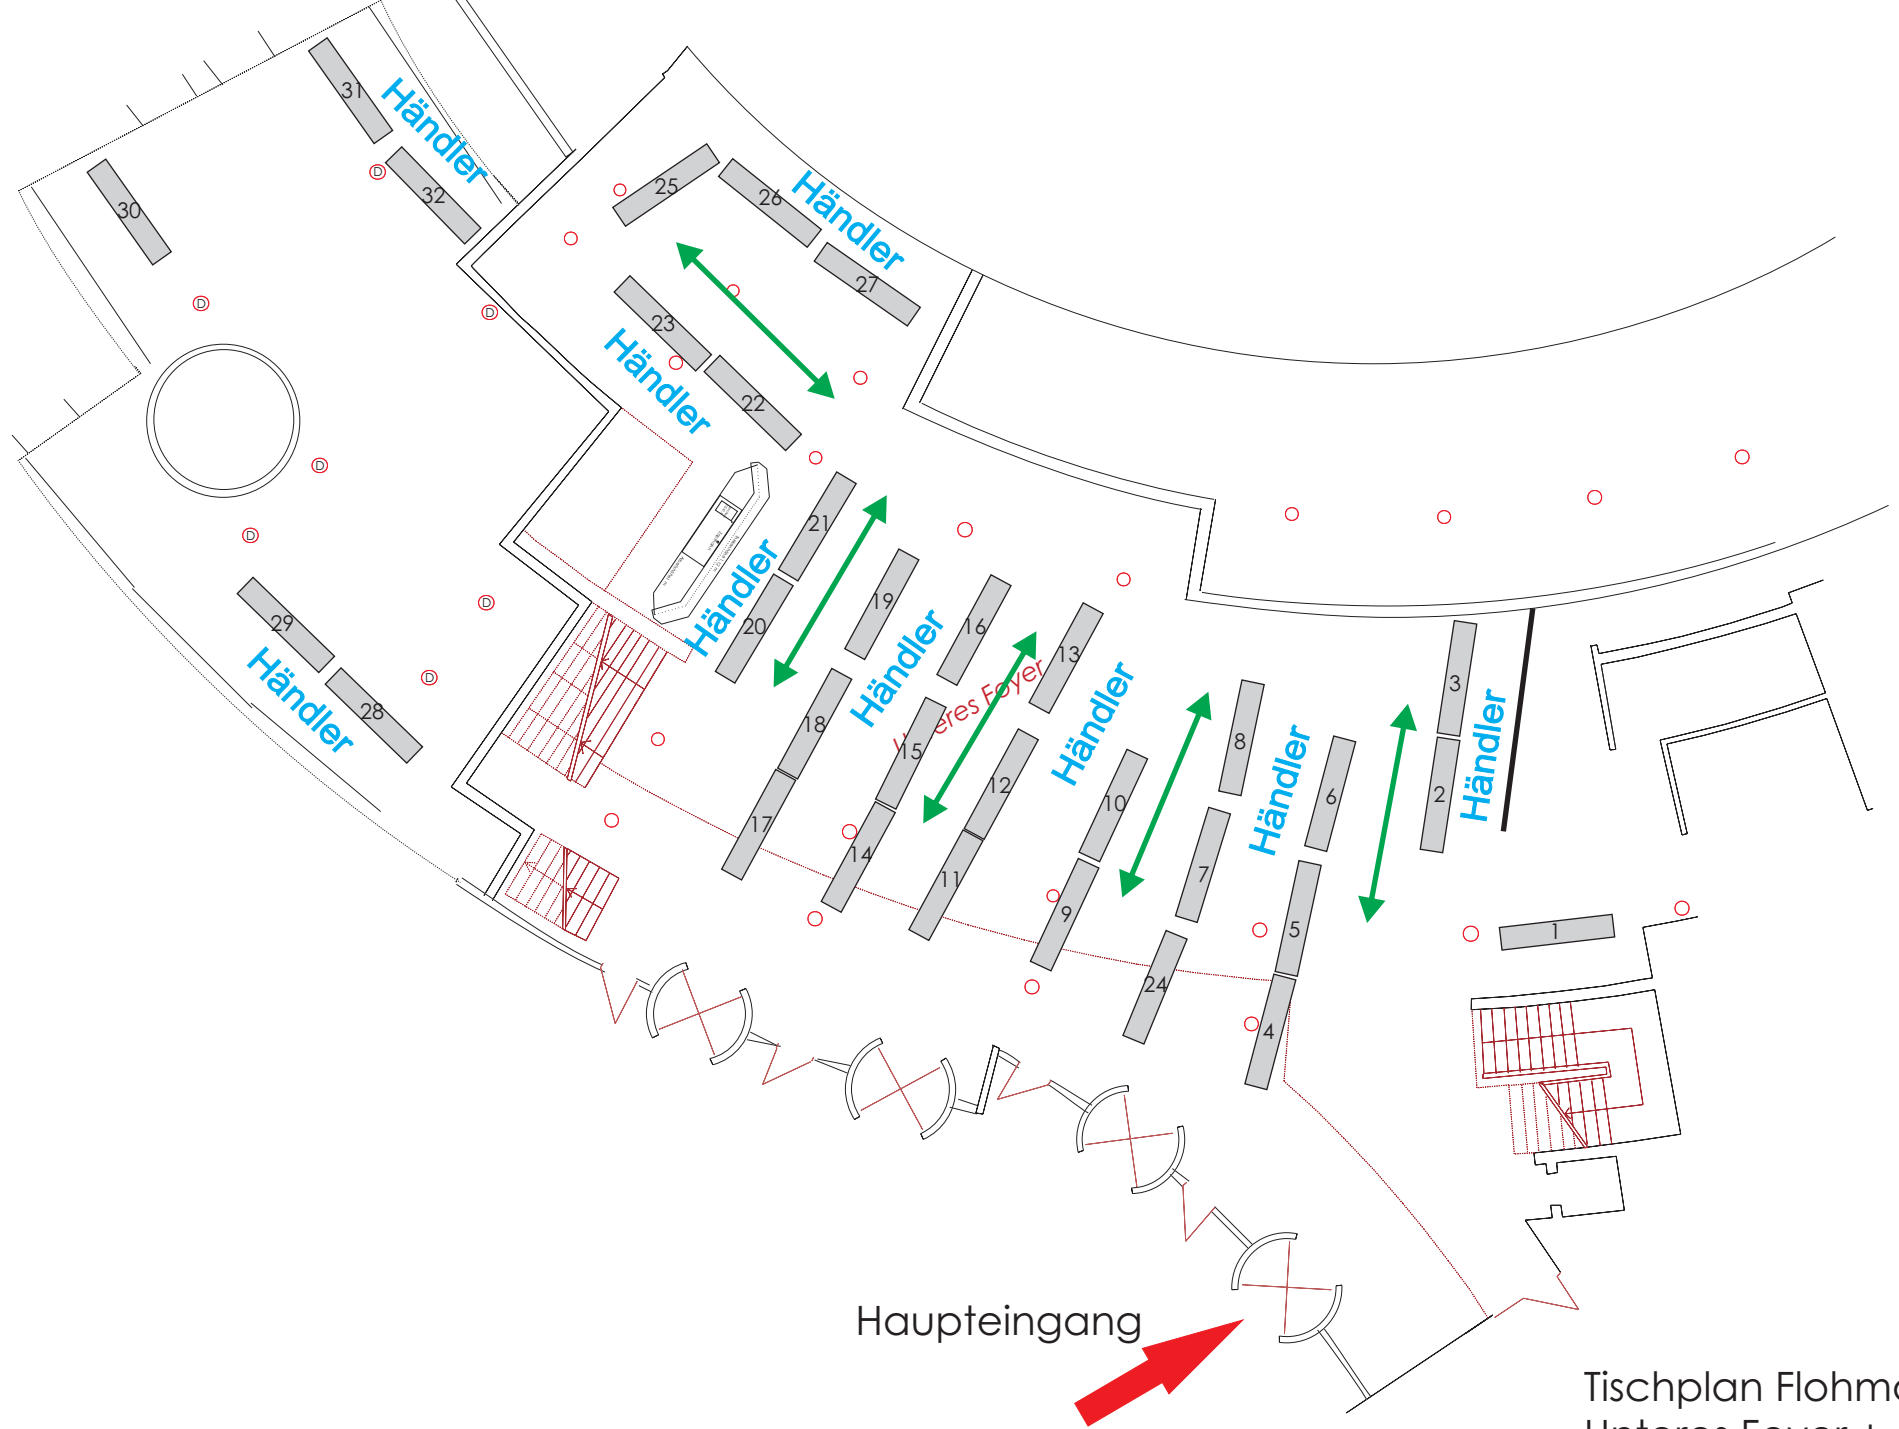 31
Händler
30
32
25
26
Händler
27
23
Händler
22
21
Händler
20
19
Händler
16
13
eres Foyer
18
15
12
17
14
11
Händler
10
9
8
7
24
Händler
6
5
4
3
2
Händler
1
29
28
Händler
D
D
D
D
D
D
D
Haupteingang
Tischplan Flohm
Unteres Foyer +